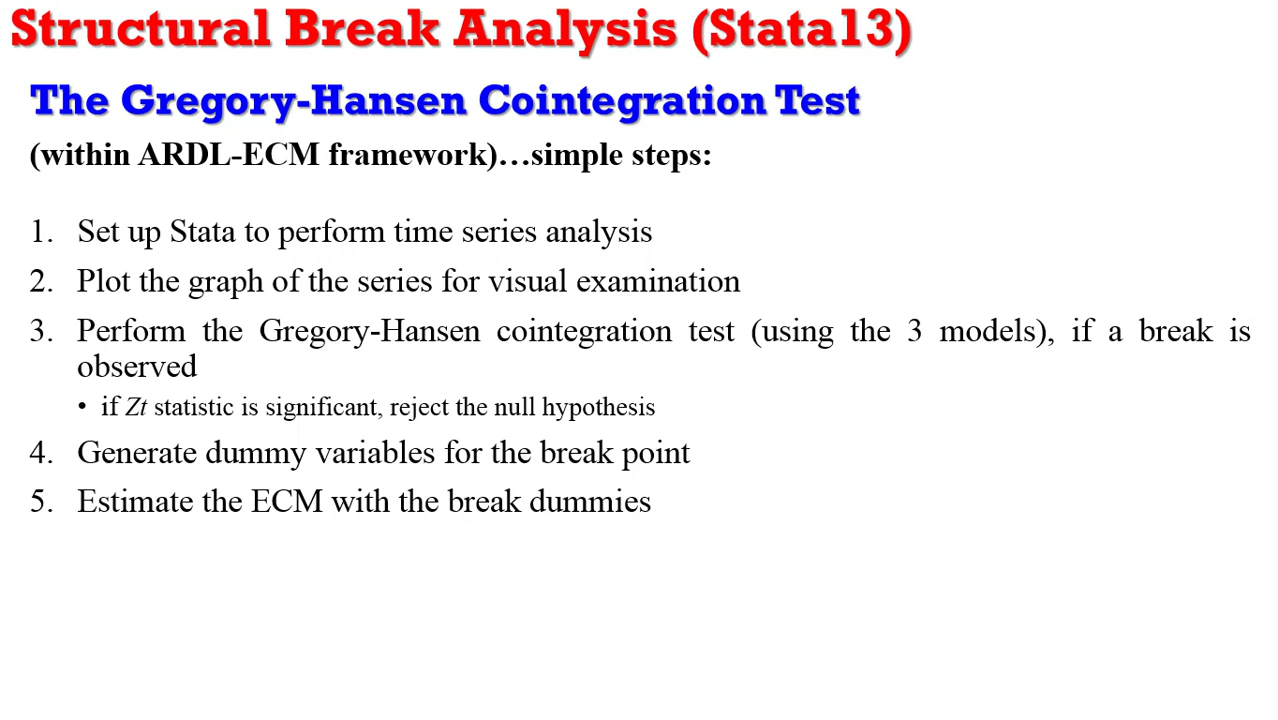 Structural Break Analysis (Stata13)
The Gregory-Hansen Cointegration Test
(within ARDL-ECM framework)…simple steps:
1. Set up Stata to perform time series analysis
2. Plot the graph of the series for visual examination
3. Perform the Gregory-Hansen cointegration test (using the 3 models), if a break is
observed
• if Zt statistic is significant, reject the null hypothesis
4. Generate dummy variables for the break point
5. Estimate the ECM with the break dummies